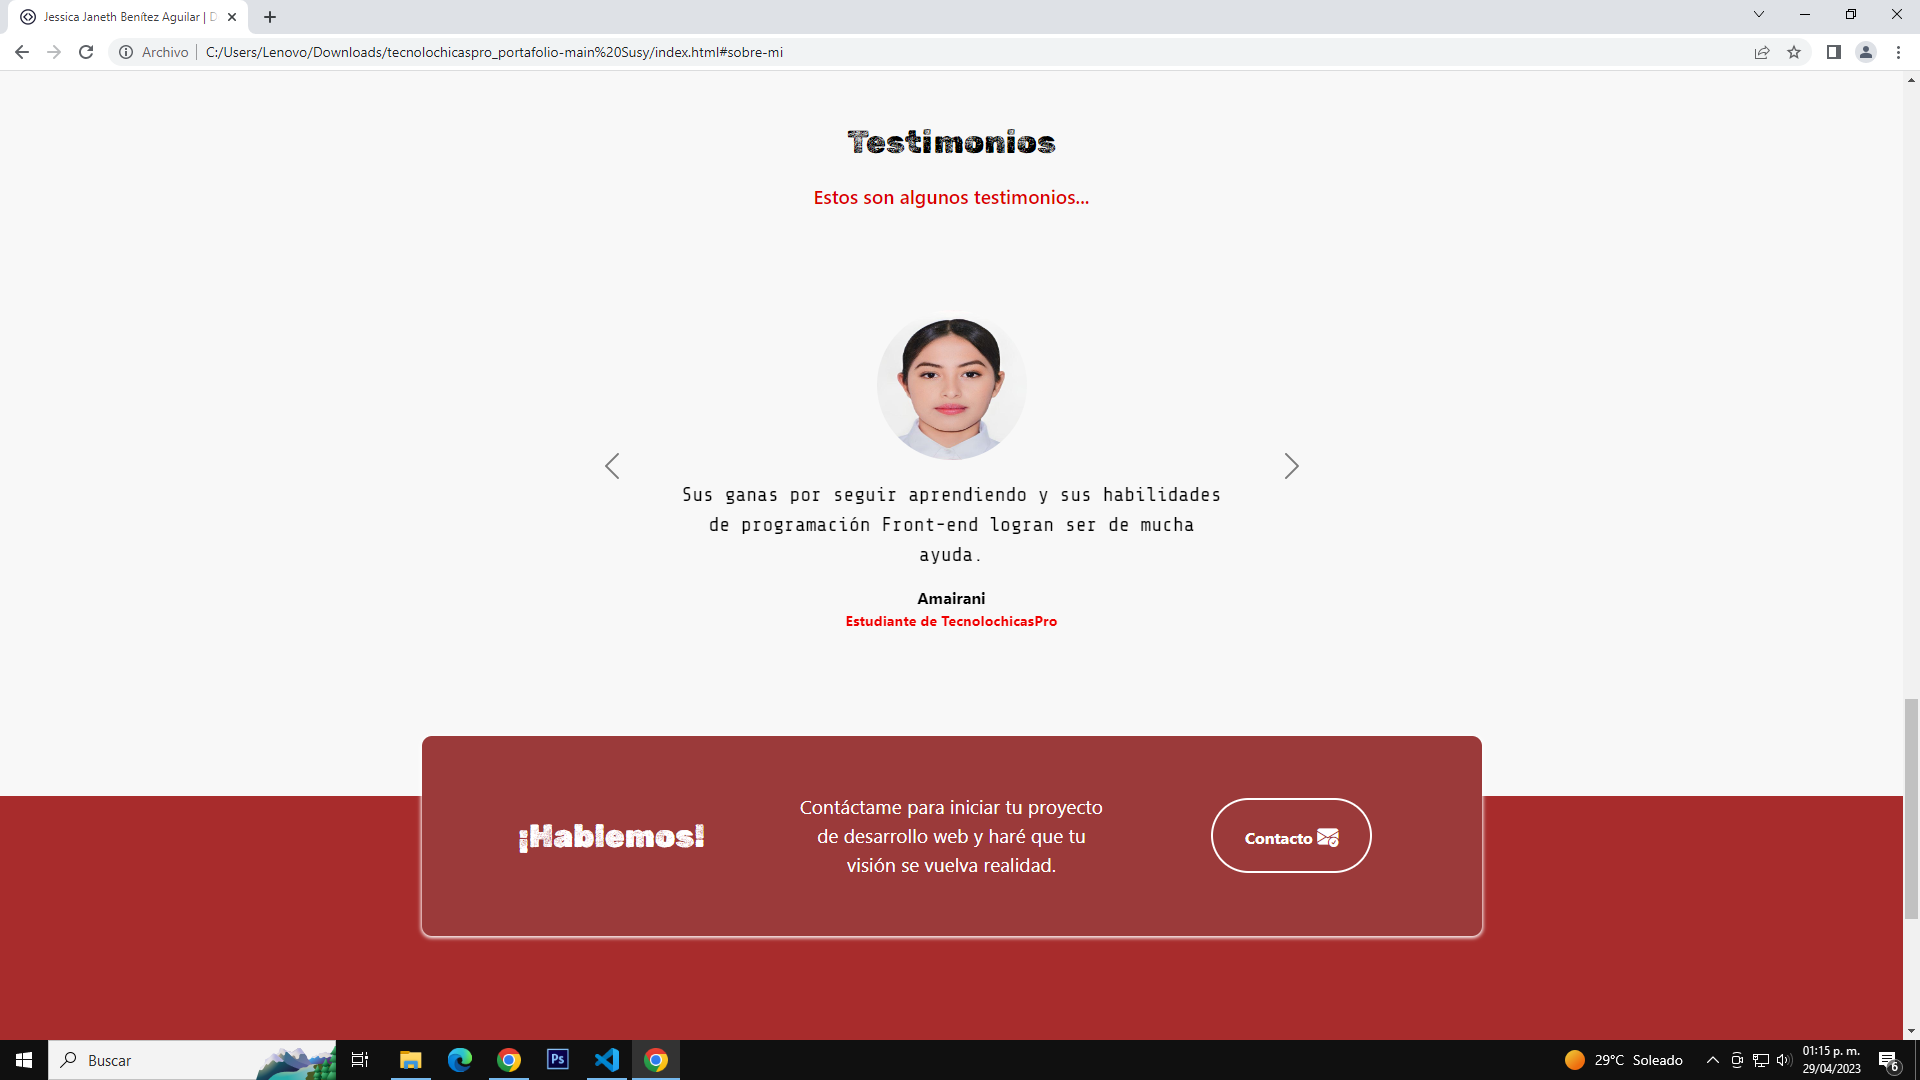 Jessica Janeth Benítez Aguilar | D
Archivo
C:/Users/Lenovo/Downloads/tecnolochicaspro_portafolio-main%20Susy/index.html#sobre-mi
Testimonios
Estos son algunos testimonios...
Sus ganas por seguir aprendiendo y sus habilidades
de programación Front-end logran ser de mucha
ayuda.
Amairani
Estudiante de TecnolochicasPro
¡Hablemos!
Contáctame para iniciar tu proyecto
de desarrollo web y haré que tu
visión se vuelva realidad.
Contacto
Buscar
Ps
29°C Soleado
01:15 p. m.
29/04/2023
6